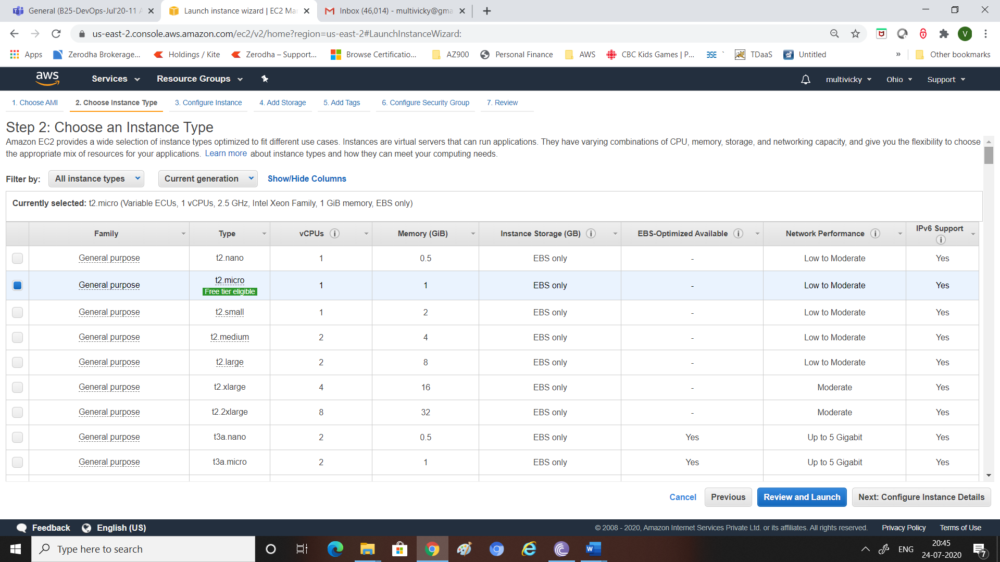 General (B25-DevOps-Jul'20-11 A
Launch instance wizard | EC2 Man
Inbox (46,014) - multivicky@gma
us-east-2.console.aws.amazon.com/ec2/v2/home?region=us-east-2#LaunchInstanceWizard:
V
Apps
Zerodha Brokerage...
Holdings / Kite
Zerodha – Support...
Browse Certificatio...
AZ900
Personal Finance
AWS
CBC Kids Games | P...
BSE `
TDaaS
Untitled
»
Other bookmarks
aws
Services
Resource Groups
multivicky
Ohio
Support
1. Choose AMI
2. Choose Instance Type
3. Configure Instance
4. Add Storage
5. Add Tags
6. Configure Security Group
7. Review
Step 2: Choose an Instance Type
Amazon EC2 provides a wide selection of instance types optimized to fit different use cases. Instances are virtual servers that can run applications. They have varying combinations of CPU, memory, storage, and networking capacity, and give you the flexibility to choose
the appropriate mix of resources for your applications. Learn more about instance types and how they can meet your computing needs.
Filter by: All instance types Current generation Show/Hide Columns
Currently selected: t2.micro (Variable ECUs, 1 vCPUs, 2.5 GHz, Intel Xeon Family, 1 GiB memory, EBS only)
Family Type vCPUs Memory (GiB) Instance Storage (GB) EBS-Optimized Available Network Performance IPv6 Support
General purpose t2.nano 1 0.5 EBS only - Low to Moderate Yes
General purpose t2.micro 1 1 EBS only - Low to Moderate Yes
Free tier eligible
General purpose t2.small 1 2 EBS only - Low to Moderate Yes
General purpose t2.medium 2 4 EBS only - Low to Moderate Yes
General purpose t2.large 2 8 EBS only - Low to Moderate Yes
General purpose t2.xlarge 4 16 EBS only - Moderate Yes
General purpose t2.2xlarge 8 32 EBS only - Moderate Yes
General purpose t3a.nano 2 0.5 EBS only Yes Up to 5 Gigabit Yes
General purpose t3a.micro 2 1 EBS only Yes Up to 5 Gigabit Yes
Cancel
Previous
Review and Launch
Next: Configure Instance Details
Feedback
English (US)
© 2008 - 2020, Amazon Internet Services Private Ltd. or its affiliates. All rights reserved.
Privacy Policy
Terms of Use
Type here to search
ENG
20:45
24-07-2020
7